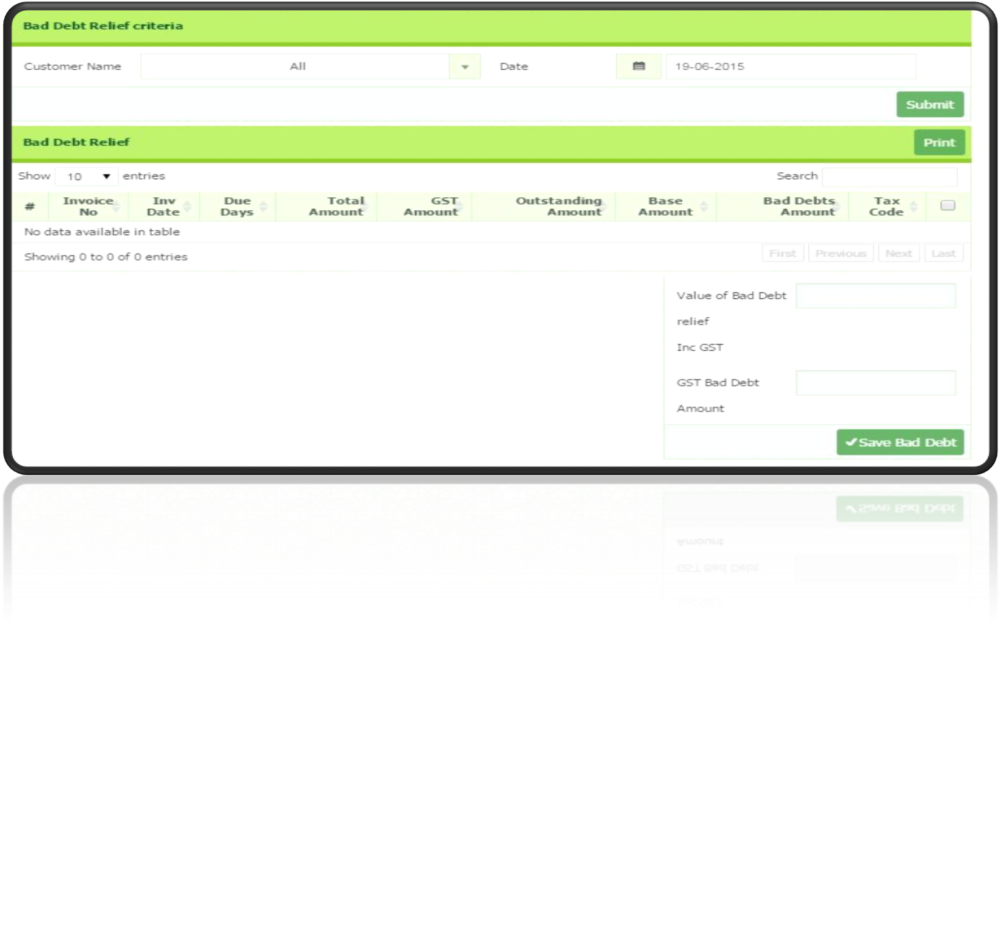 Bad Debt Relief criteria
Customer Name All Date 19-06-2015
Submit
Bad Debt Relief Print
Show 10 entries Search
# Invoice No Inv Date Due Days Total Amount GST Amount Outstanding Amount Base Amount Bad Debts Amount Tax Code
No data available in table
Showing 0 to 0 of 0 entries First Previous Next Last
Value of Bad Debt
relief
Inc GST
GST Bad Debt
Amount
Save Bad Debt